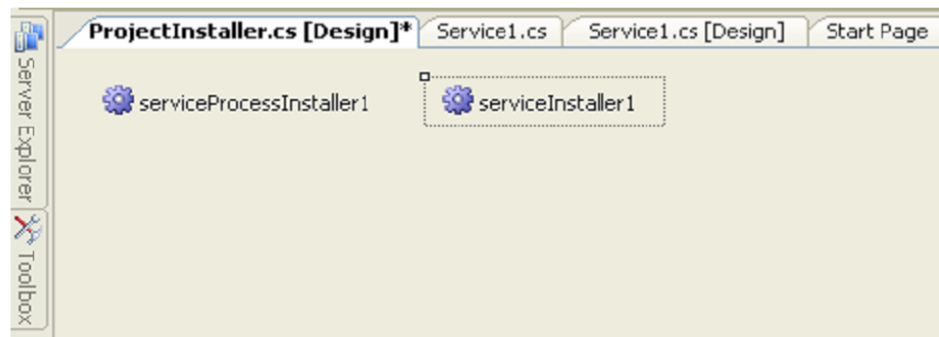 ProjectInstaller.cs [Design]* Service1.cs Service1.cs [Design] Start Page
serviceProcessInstaller1 serviceInstaller1
Server Explorer
Toolbox